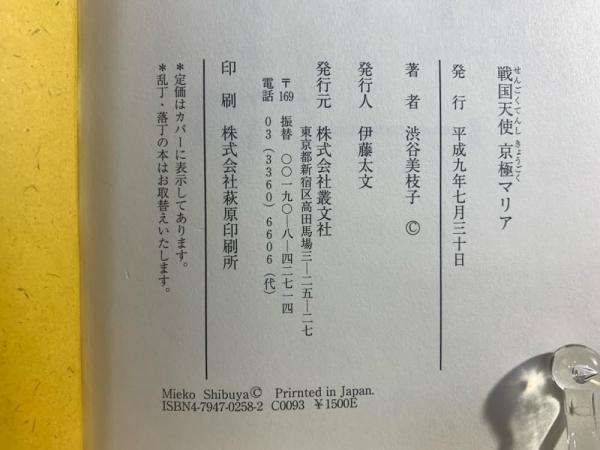 戦国天使 京極マリア
せんごくてんし きょうごく
発行 平成九年七月三十日
著者 渋谷美枝子 ©
発行人 伊藤太文
発行元 株式会社叢文社
東京都新宿区高田馬場三―二五―二七
〒169 振替 〇〇一九〇―八―四二七一四
電話 03(3360)6606(代)
印刷 株式会社萩原印刷所
＊定価はカバーに表示してあります。
＊乱丁・落丁の本はお取替えいたします。
Mieko Shibuya© Prirnted in Japan.
ISBN4-7947-0258-2 C0093 ¥1500E